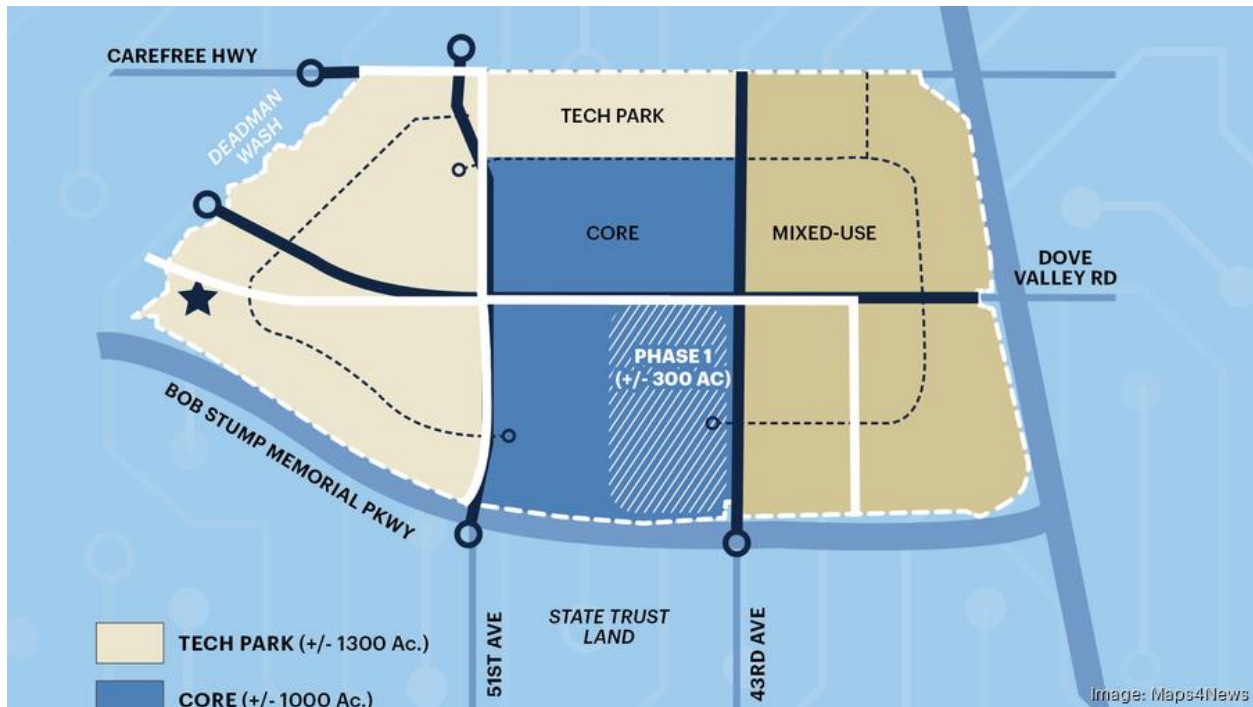 CAREFREE HWY
DEADMAN
WASH
TECH PARK
CORE
MIXED-USE
DOVE
VALLEY RD
PHASE 1
(+/- 300 AC)
BOB STUMP MEMORIAL PKWY
51ST AVE
STATE TRUST
LAND
43RD AVE
TECH PARK (+/- 1300 Ac.)
CORE (+/- 1000 Ac.)
Image: Maps4News